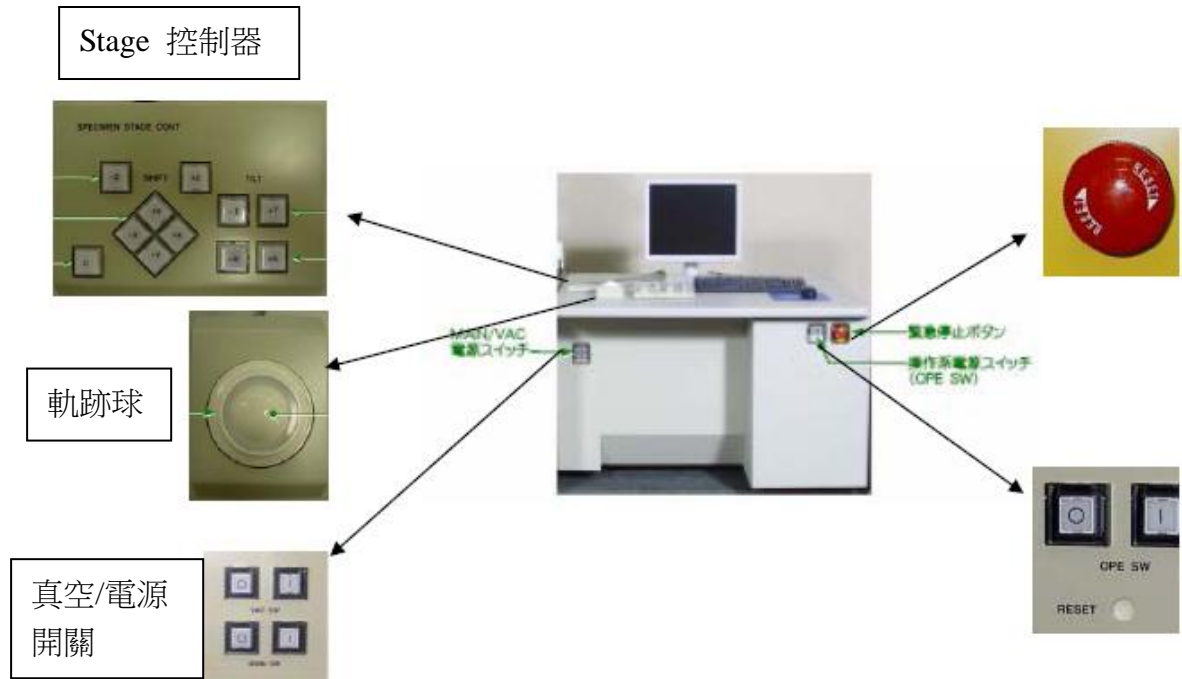 Stage 控制器
SPECIMEN STAGE CONT
SHIFT
TILT
-Z
+Z
RESET
RESET
MAN/VAC
電源スイッチ
緊急停止ボタン
操作系電源スイッチ
(OPE SW)
軌跡球
真空/電源
開關
O I
VAC SW
O I
MAIN SW
O I
OPE SW
RESET